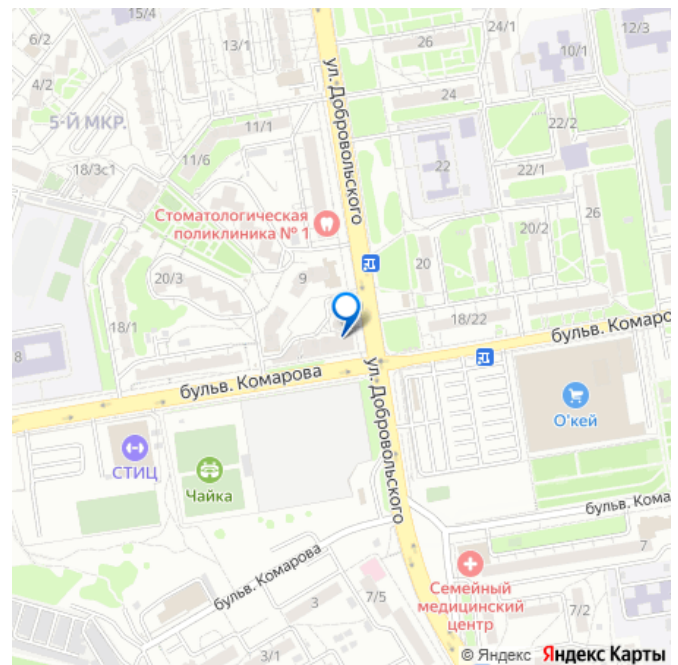 6/2
13/1
26
24/1
12/3
10/1
4/2
ул. Добровольского
24
5-Й МКР.
11/1
22/2
11/6
22
22/1
18/3с1
Стоматологическая
поликлиника № 1
26
20/2
20/3
9
20
18/22
18/1
бульв. Комаро
8
бульв. Комарова
ул. Добровольского
О'кей
СТИЦ
Чайка
бульв. Кома
бульв. Комарова
7
Семейный
медицинский
центр
3
7/5
7/2
3/1
© Яндекс Яндекс Карты